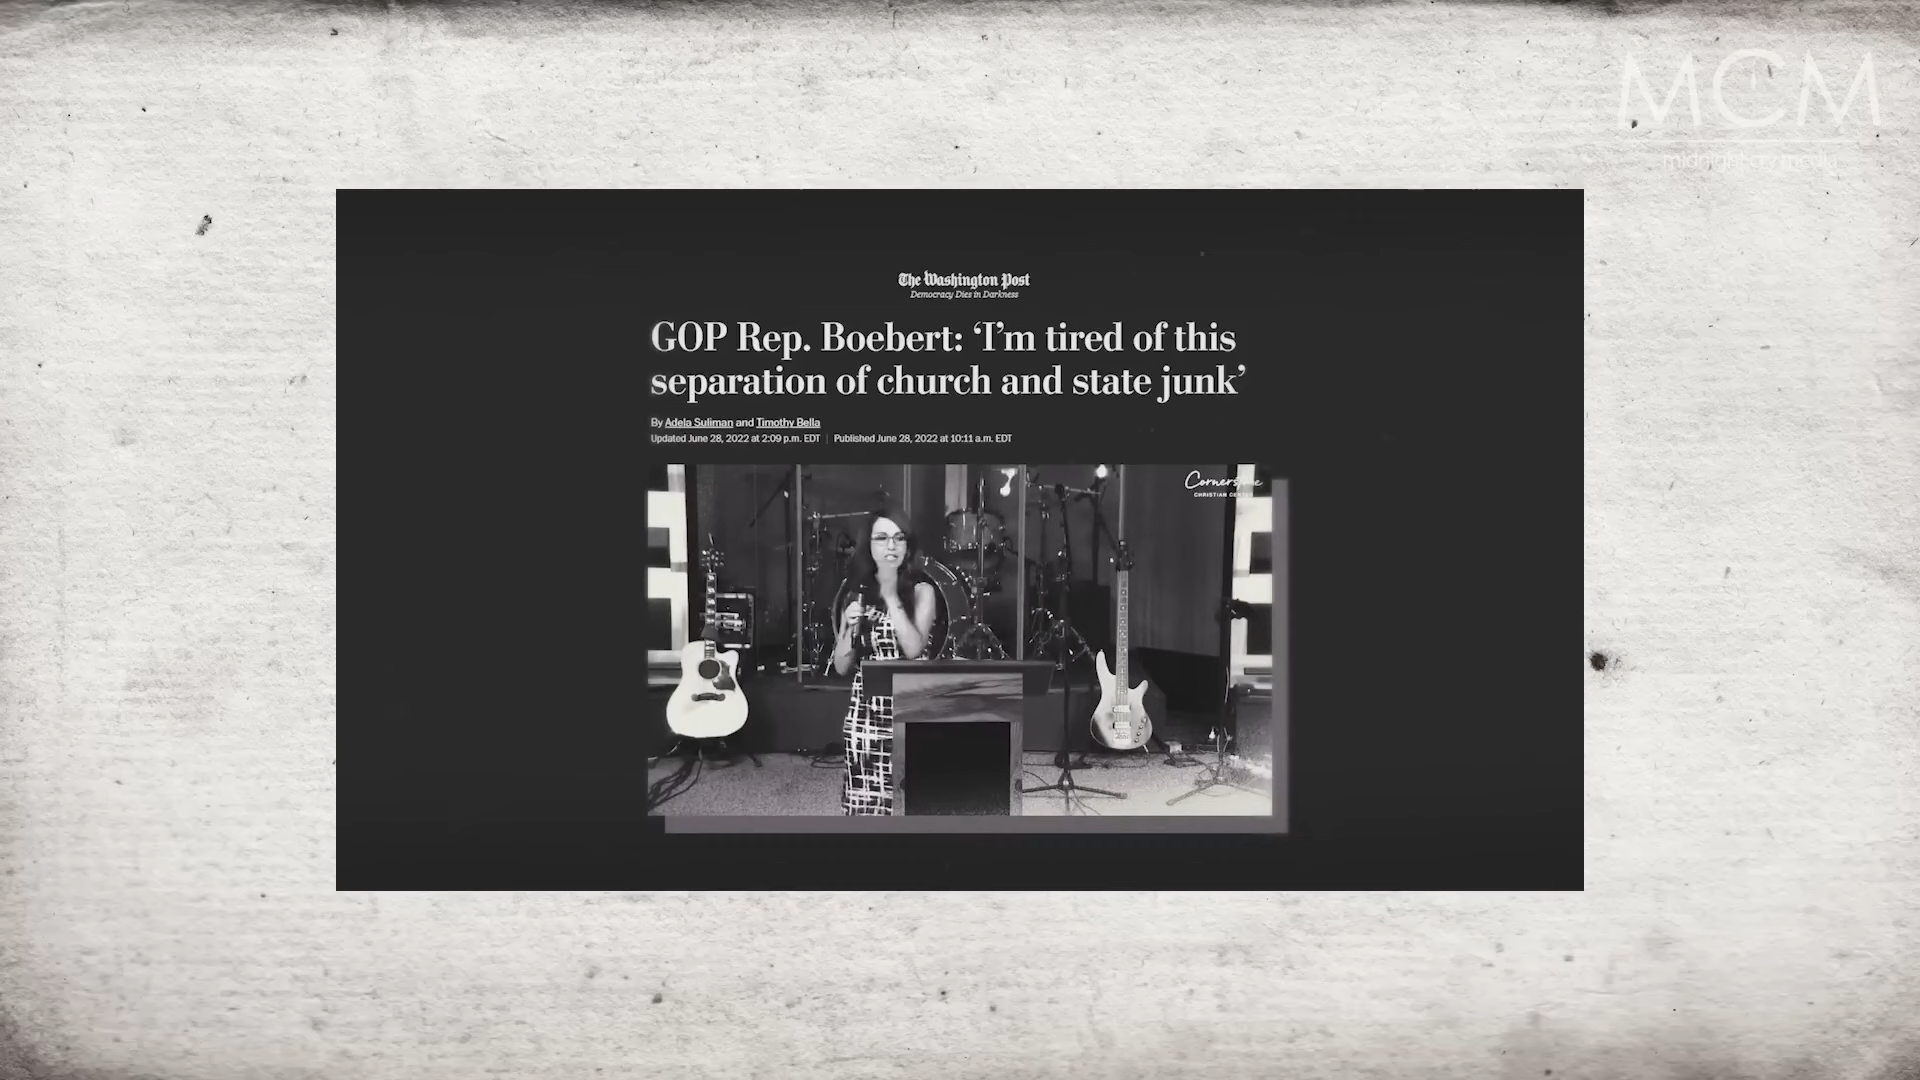 MCM
The Washington Post
Democracy Dies in Darkness
GOP Rep. Boebert: ‘I’m tired of this
separation of church and state junk’
By Adela Suliman and Timothy Bella
Updated June 28, 2022 at 2:09 p.m. EDT | Published June 28, 2022 at 10:11 a.m. EDT
Cornerstone
CHRISTIAN